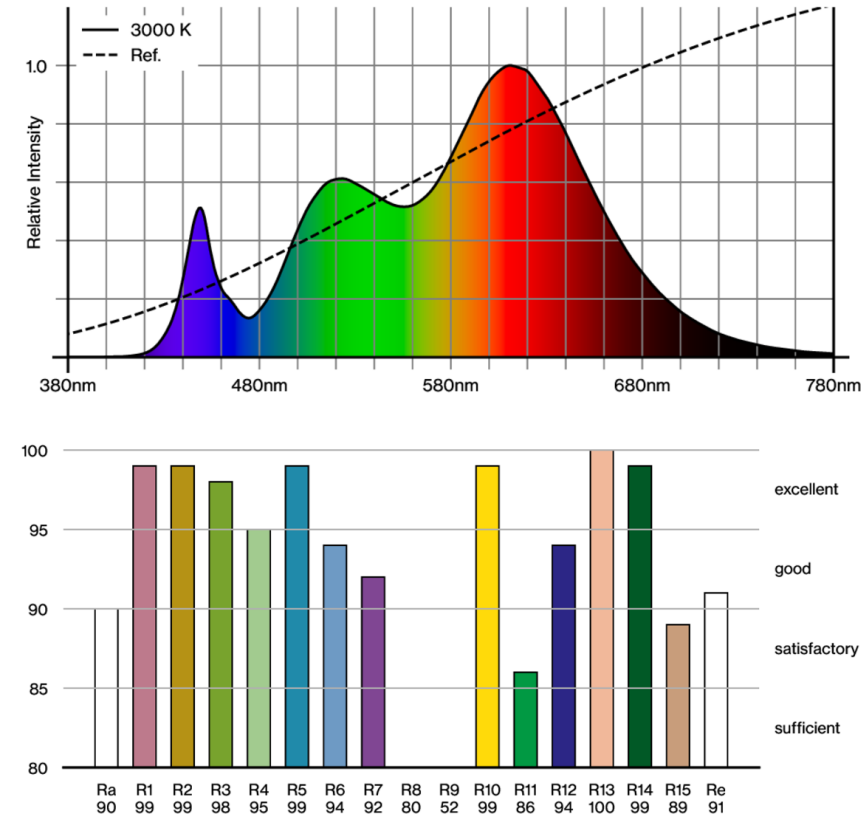 3000 K
Ref.
1.0
Relative Intensity
380nm 480nm 580nm 680nm 780nm
100
excellent
95
good
90
satisfactory
85
sufficient
80
Ra R1 R2 R3 R4 R5 R6 R7 R8 R9 R10 R11 R12 R13 R14 R15 Re
90 99 99 98 95 99 94 92 80 52 99 86 94 100 99 89 91